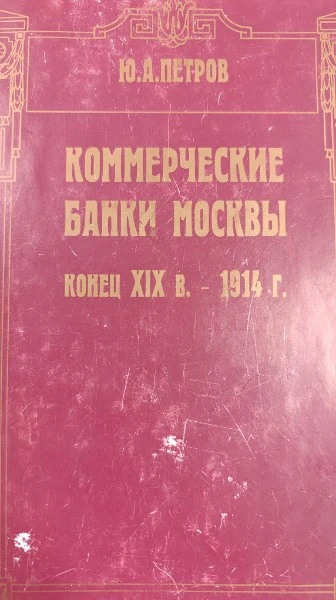 Ю.А.ПЕТРОВ
КОММЕРЧЕСКИЕ
БАНКИ МОСКВЫ
КОНЕЦ XIX В. - 1914 Г.